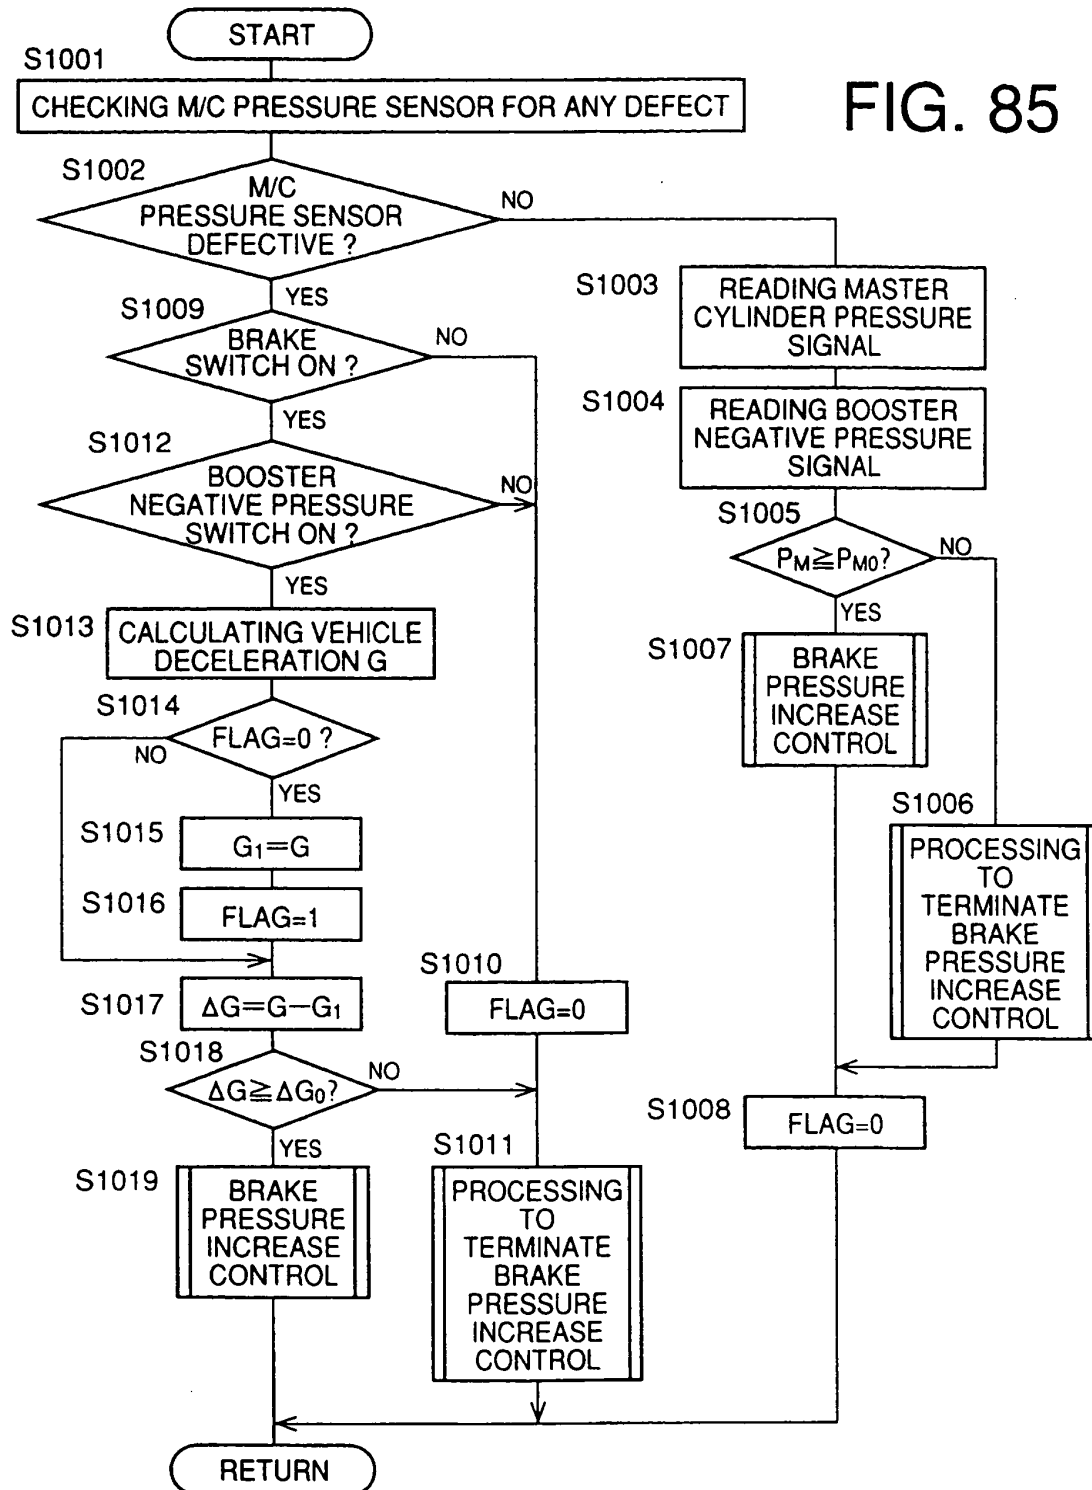 START
S1001
CHECKING M/C PRESSURE SENSOR FOR ANY DEFECT
FIG. 85
S1002
M/C
PRESSURE SENSOR
DEFECTIVE ?
NO
YES
S1003
READING MASTER
CYLINDER PRESSURE
SIGNAL
S1009
BRAKE
SWITCH ON ?
NO
YES
S1004
READING BOOSTER
NEGATIVE PRESSURE
SIGNAL
S1012
BOOSTER
NEGATIVE PRESSURE
SWITCH ON ?
NO
YES
S1005
PM≧PM0?
NO
YES
S1013
CALCULATING VEHICLE
DECELERATION G
S1007
BRAKE
PRESSURE
INCREASE
CONTROL
S1014
FLAG=0 ?
NO
YES
S1006
PROCESSING
TO
TERMINATE
BRAKE
PRESSURE
INCREASE
CONTROL
S1015
G1=G
S1016
FLAG=1
S1017
ΔG=G−G1
S1010
FLAG=0
S1018
ΔG≧ΔG0?
NO
YES
S1008
FLAG=0
S1019
BRAKE
PRESSURE
INCREASE
CONTROL
S1011
PROCESSING
TO
TERMINATE
BRAKE
PRESSURE
INCREASE
CONTROL
RETURN